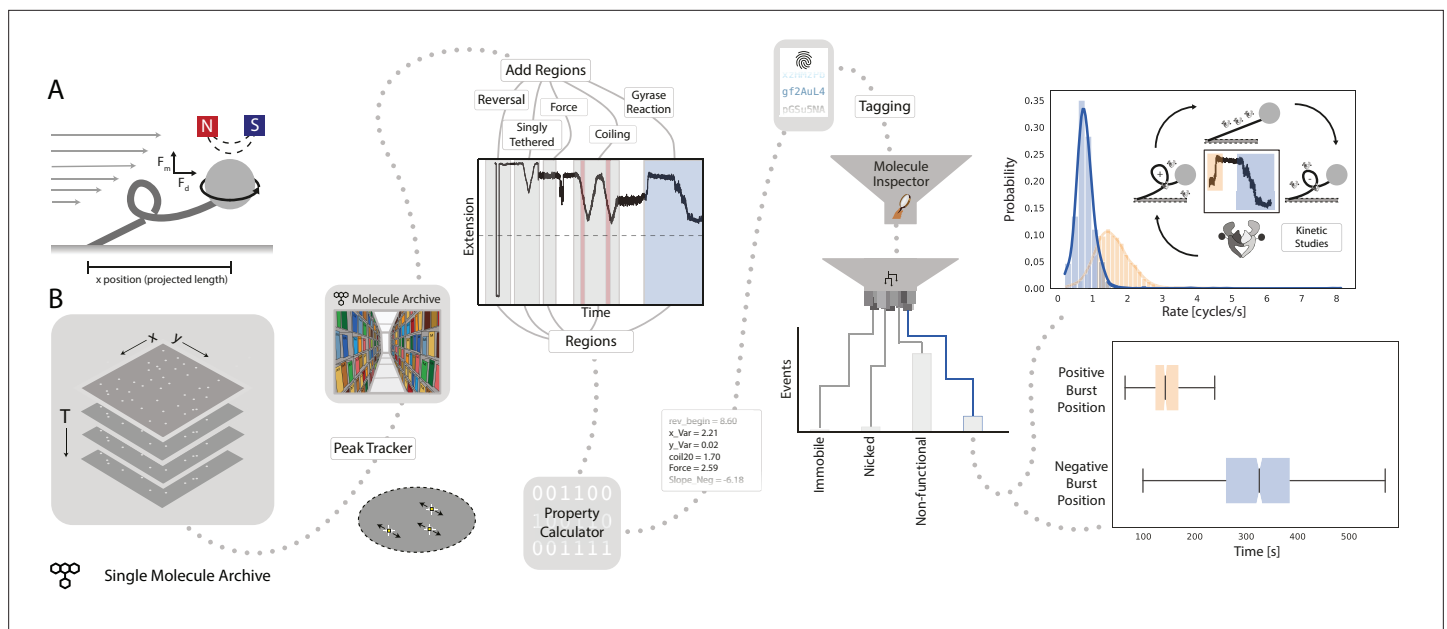 A
N
S
F
m
F
d
x position (projected length)
B
x
y
T
Single Molecule Archive
Peak Tracker
Molecule Archive
Add Regions
Reversal
Singly
Tethered
Force
Coiling
Gyrase
Reaction
Extension
Time
Regions
001100
Property
Calculator
001111
rev_begin = 8.60
x_Var = 2.21
y_Var = 0.02
coil20 = 1.70
Force = 2.59
Slope_Neg = -6.18
gf2AuL4
pGSu5NA
Tagging
Molecule
Inspector
Events
Immobile
Nicked
Non-functional
Probability
0.35
0.30
0.25
0.20
0.15
0.10
0,05
0.00
0
1
2
3
4
5
6
7
8
Rate [cycles/s]
+
-
Kinetic
Studies
Positive
Burst
Position
Negative
Burst
Position
100
200
300
400
500
Time [s]